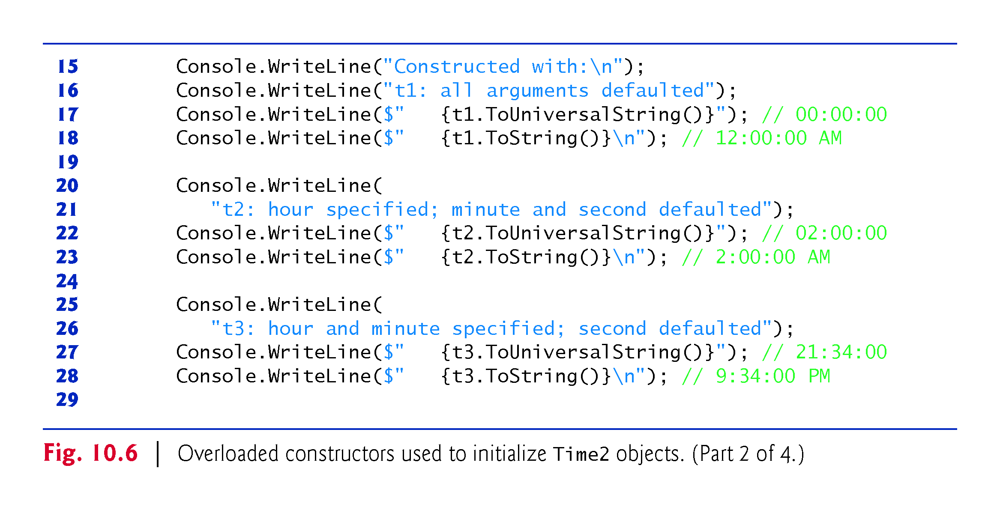 15 Console.WriteLine("Constructed with:\n");
16 Console.WriteLine("t1: all arguments defaulted");
17 Console.WriteLine($"   {t1.ToUniversalString()}"); // 00:00:00
18 Console.WriteLine($"   {t1.ToString()}\n"); // 12:00:00 AM
19
20 Console.WriteLine(
21    "t2: hour specified; minute and second defaulted");
22 Console.WriteLine($"   {t2.ToUniversalString()}"); // 02:00:00
23 Console.WriteLine($"   {t2.ToString()}\n"); // 2:00:00 AM
24
25 Console.WriteLine(
26    "t3: hour and minute specified; second defaulted");
27 Console.WriteLine($"   {t3.ToUniversalString()}"); // 21:34:00
28 Console.WriteLine($"   {t3.ToString()}\n"); // 9:34:00 PM
29
Fig. 10.6 | Overloaded constructors used to initialize Time2 objects. (Part 2 of 4.)